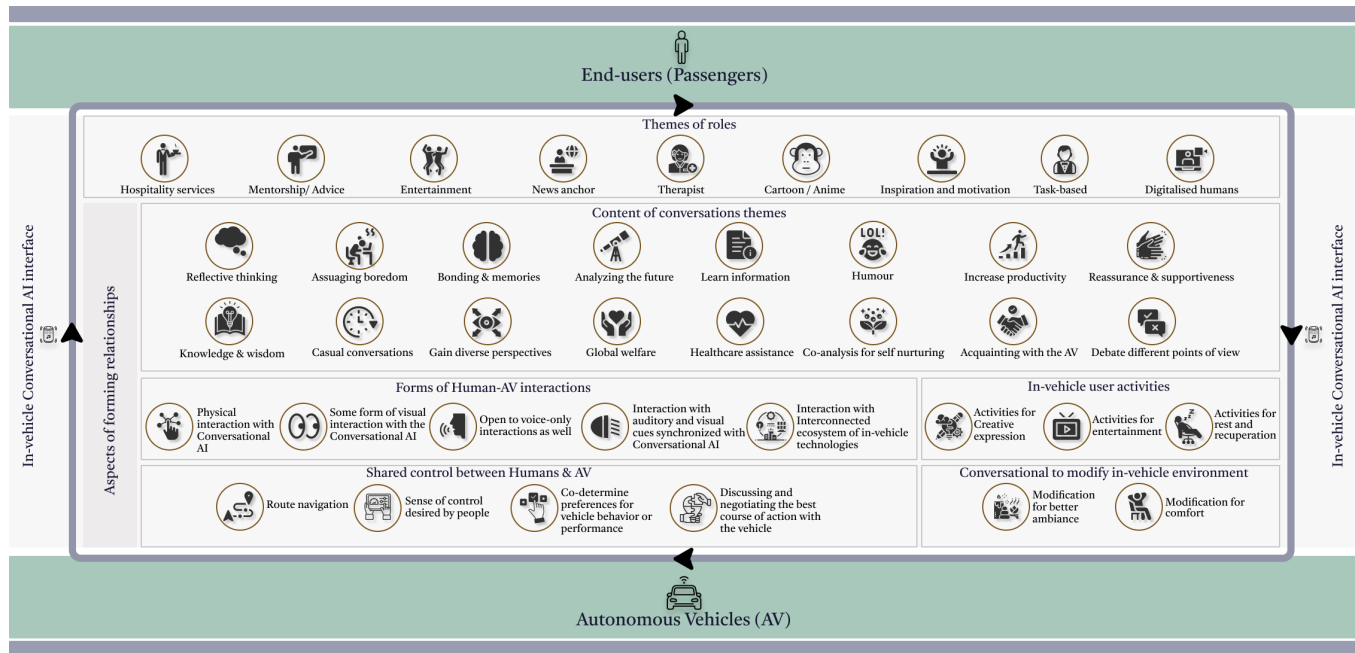 End-users (Passengers)
Themes of roles
Hospitality services
Mentorship/ Advice
Entertainment
News anchor
Therapist
Cartoon / Anime
Inspiration and motivation
Task-based
Digitalised humans
In-vehicle Conversational AI interface
Aspects of forming relationships
Content of conversations themes
Reflective thinking
Assuaging boredom
Bonding & memories
Analyzing the future
Learn information
LOL!
Humour
Increase productivity
Reassurance & supportiveness
Knowledge & wisdom
Casual conversations
Gain diverse perspectives
Global welfare
Healthcare assistance
Co-analysis for self nurturing
Acquainting with the AV
Debate different points of view
Forms of Human-AV interactions
Physical
interaction with
Conversational
AI
Some form of visual
interaction with the
Conversational AI
Open to voice-only
interactions as well
Interaction with
auditory and visual
cues synchronized with
Conversational AI
Interaction with
Interconnected
ecosystem of in-vehicle
technologies
In-vehicle user activities
Activities for
Creative
expression
Activities for
entertainment
Activities for
rest and
recuperation
Shared control between Humans & AV
Route navigation
Sense of control
desired by people
Co-determine
preferences for
vehicle behavior or
performance
Discussing and
negotiating the best
course of action with
the vehicle
Conversational to modify in-vehicle environment
Modification
for better
ambiance
Modification for
comfort
In-vehicle Conversational AI interface
Autonomous Vehicles (AV)